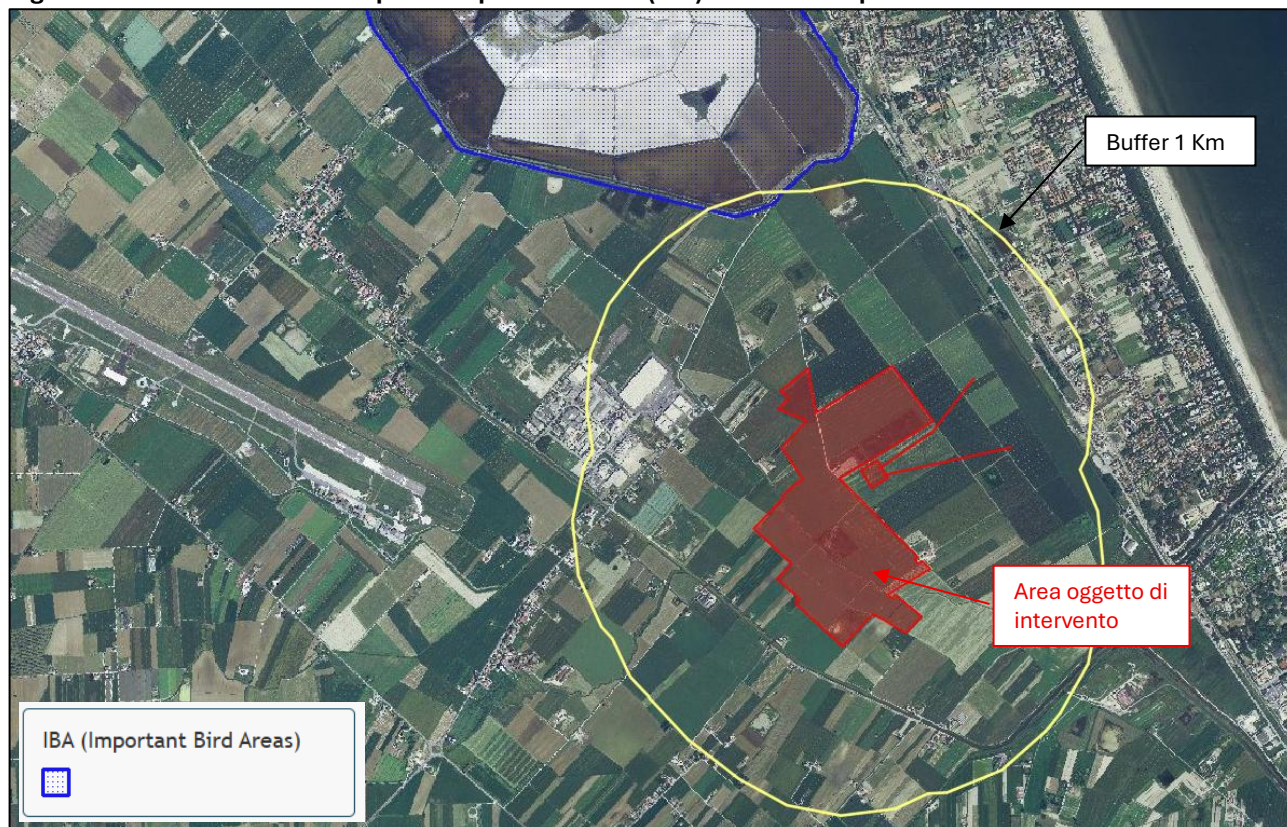 Buffer 1 Km
Area oggetto di
intervento
IBA (Important Bird Areas)